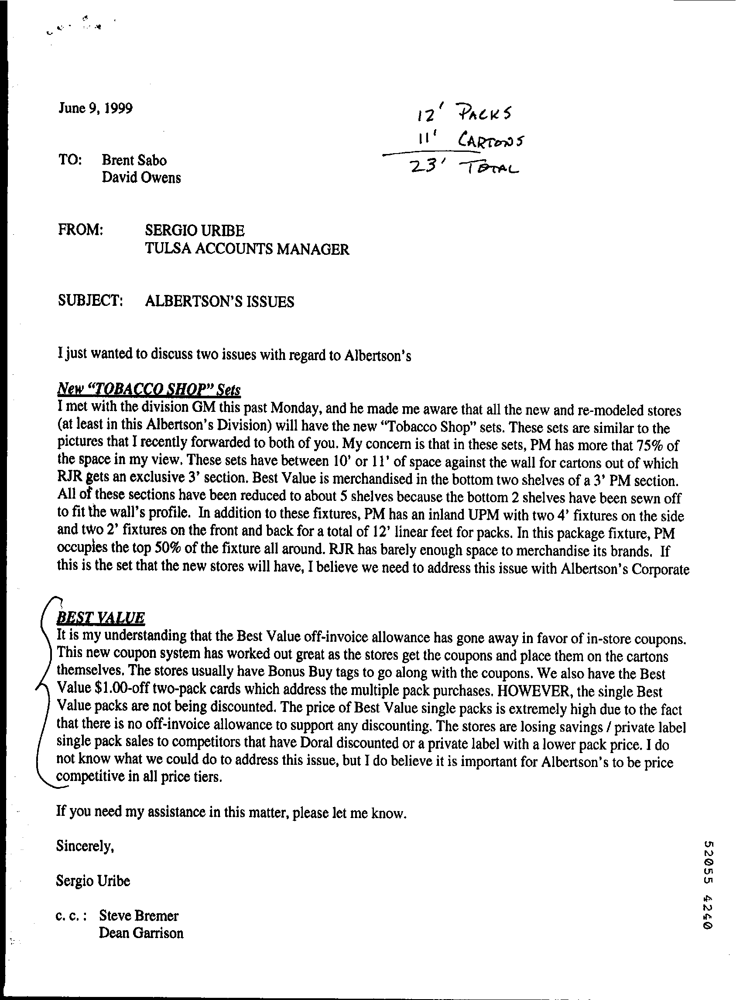 June 9, 1999
12' PACKS
11' CARTONS
23' TOTAL
TO: Brent Sabo
David Owens
FROM: SERGIO URIBE
TULSA ACCOUNTS MANAGER
SUBJECT: ALBERTSON'S ISSUES
I just wanted to discuss two issues with regard to Albertson's
New “TOBACCO SHOP” Sets
I met with the division GM this past Monday, and he made me aware that all the new and re-modeled stores
(at least in this Albertson's Division) will have the new “Tobacco Shop” sets. These sets are similar to the
pictures that I recently forwarded to both of you. My concern is that in these sets, PM has more that 75% of
the space in my view. These sets have between 10' or 11' of space against the wall for cartons out of which
RJR gets an exclusive 3' section. Best Value is merchandised in the bottom two shelves of a 3' PM section.
All of these sections have been reduced to about 5 shelves because the bottom 2 shelves have been sewn off
to fit the wall's profile. In addition to these fixtures, PM has an inland UPM with two 4' fixtures on the side
and two 2' fixtures on the front and back for a total of 12' linear feet for packs. In this package fixture, PM
occupies the top 50% of the fixture all around. RJR has barely enough space to merchandise its brands. If
this is the set that the new stores will have, I believe we need to address this issue with Albertson's Corporate
BEST VALUE
It is my understanding that the Best Value off-invoice allowance has gone away in favor of in-store coupons.
This new coupon system has worked out great as the stores get the coupons and place them on the cartons
themselves. The stores usually have Bonus Buy tags to go along with the coupons. We also have the Best
Value $1.00-off two-pack cards which address the multiple pack purchases. HOWEVER, the single Best
Value packs are not being discounted. The price of Best Value single packs is extremely high due to the fact
that there is no off-invoice allowance to support any discounting. The stores are losing savings / private label
single pack sales to competitors that have Doral discounted or a private label with a lower pack price. I do
not know what we could do to address this issue, but I do believe it is important for Albertson's to be price
competitive in all price tiers.
If you need my assistance in this matter, please let me know.
Sincerely,
Sergio Uribe
c. c. : Steve Bremer
Dean Garrison
52055 4240